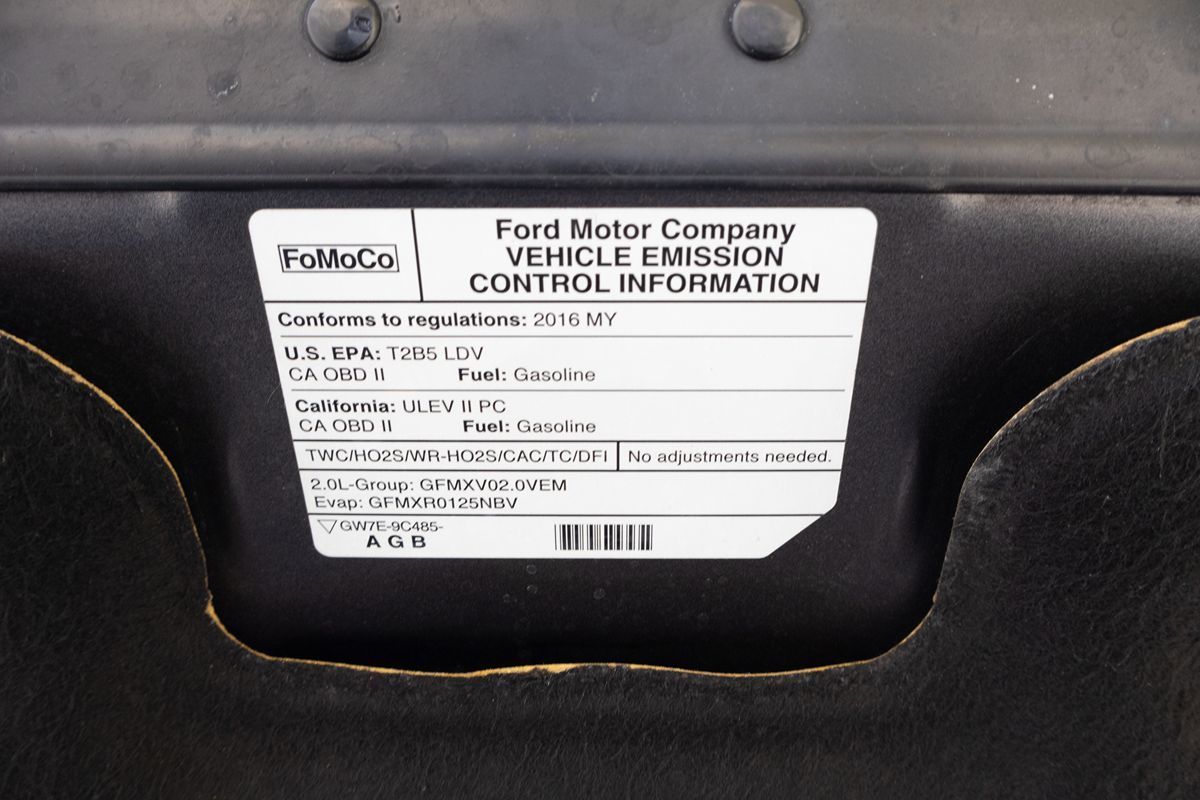 FoMoCo
Ford Motor Company
VEHICLE EMISSION
CONTROL INFORMATION
Conforms to regulations: 2016 MY
U.S. EPA: T2B5 LDV
CA OBD II Fuel: Gasoline
California: ULEV II PC
CA OBD II Fuel: Gasoline
TWC/HO2S/WR-HO2S/CAC/TC/DFI No adjustments needed.
2.0L-Group: GFMXV02.0VEM
Evap: GFMXR0125NBV
GW7E-9C485-
A G B